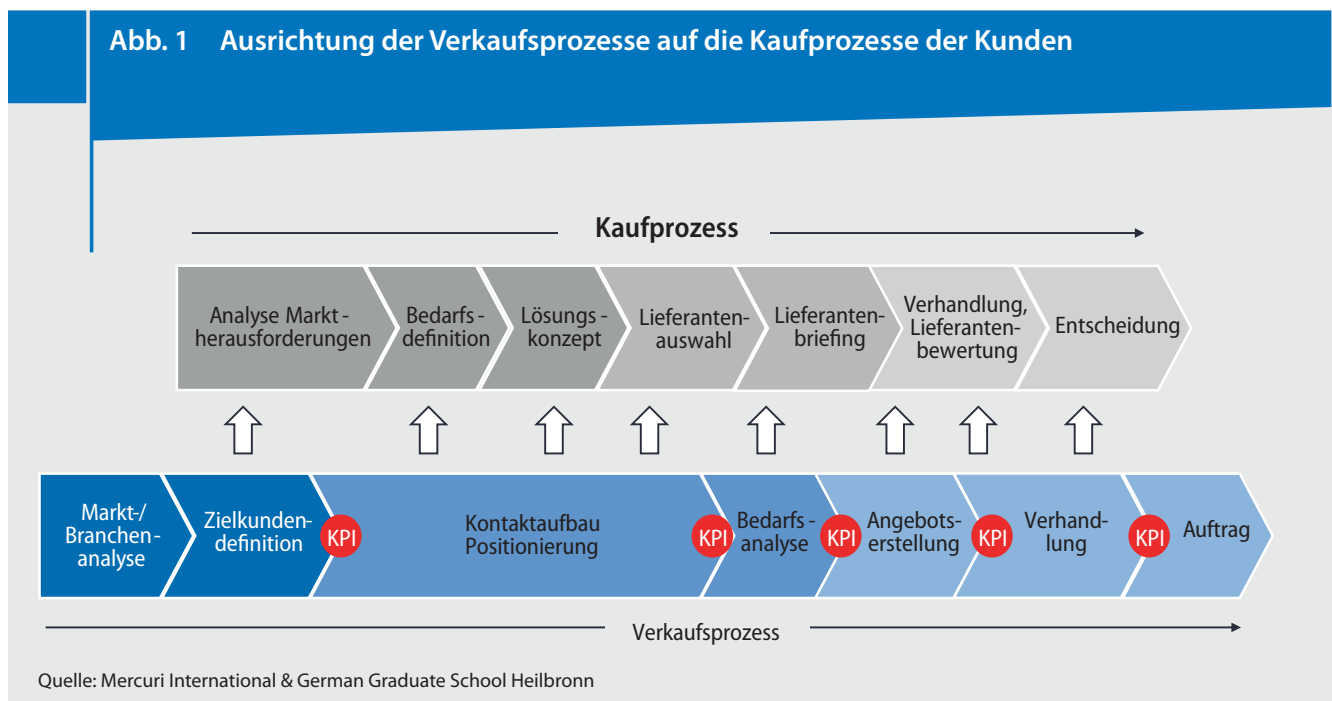 Abb. 1 Ausrichtung der Verkaufsprozesse auf die Kaufprozesse der Kunden
Kaufprozess
Analyse Markt-
herausforderungen
Bedarfs-
definition
Lösungs-
konzept
Lieferanten-
auswahl
Lieferanten-
briefing
Verhandlung,
Lieferanten-
bewertung
Entscheidung
Markt-/
Branchen-
analyse
Zielkunden-
definition
KPI
Kontaktaufbau
Positionierung
KPI
Bedarfs-
analyse
KPI
Angebots-
erstellung
KPI
Verhand-
lung
KPI
Auftrag
Verkaufsprozess
Quelle: Mercuri International & German Graduate School Heilbronn